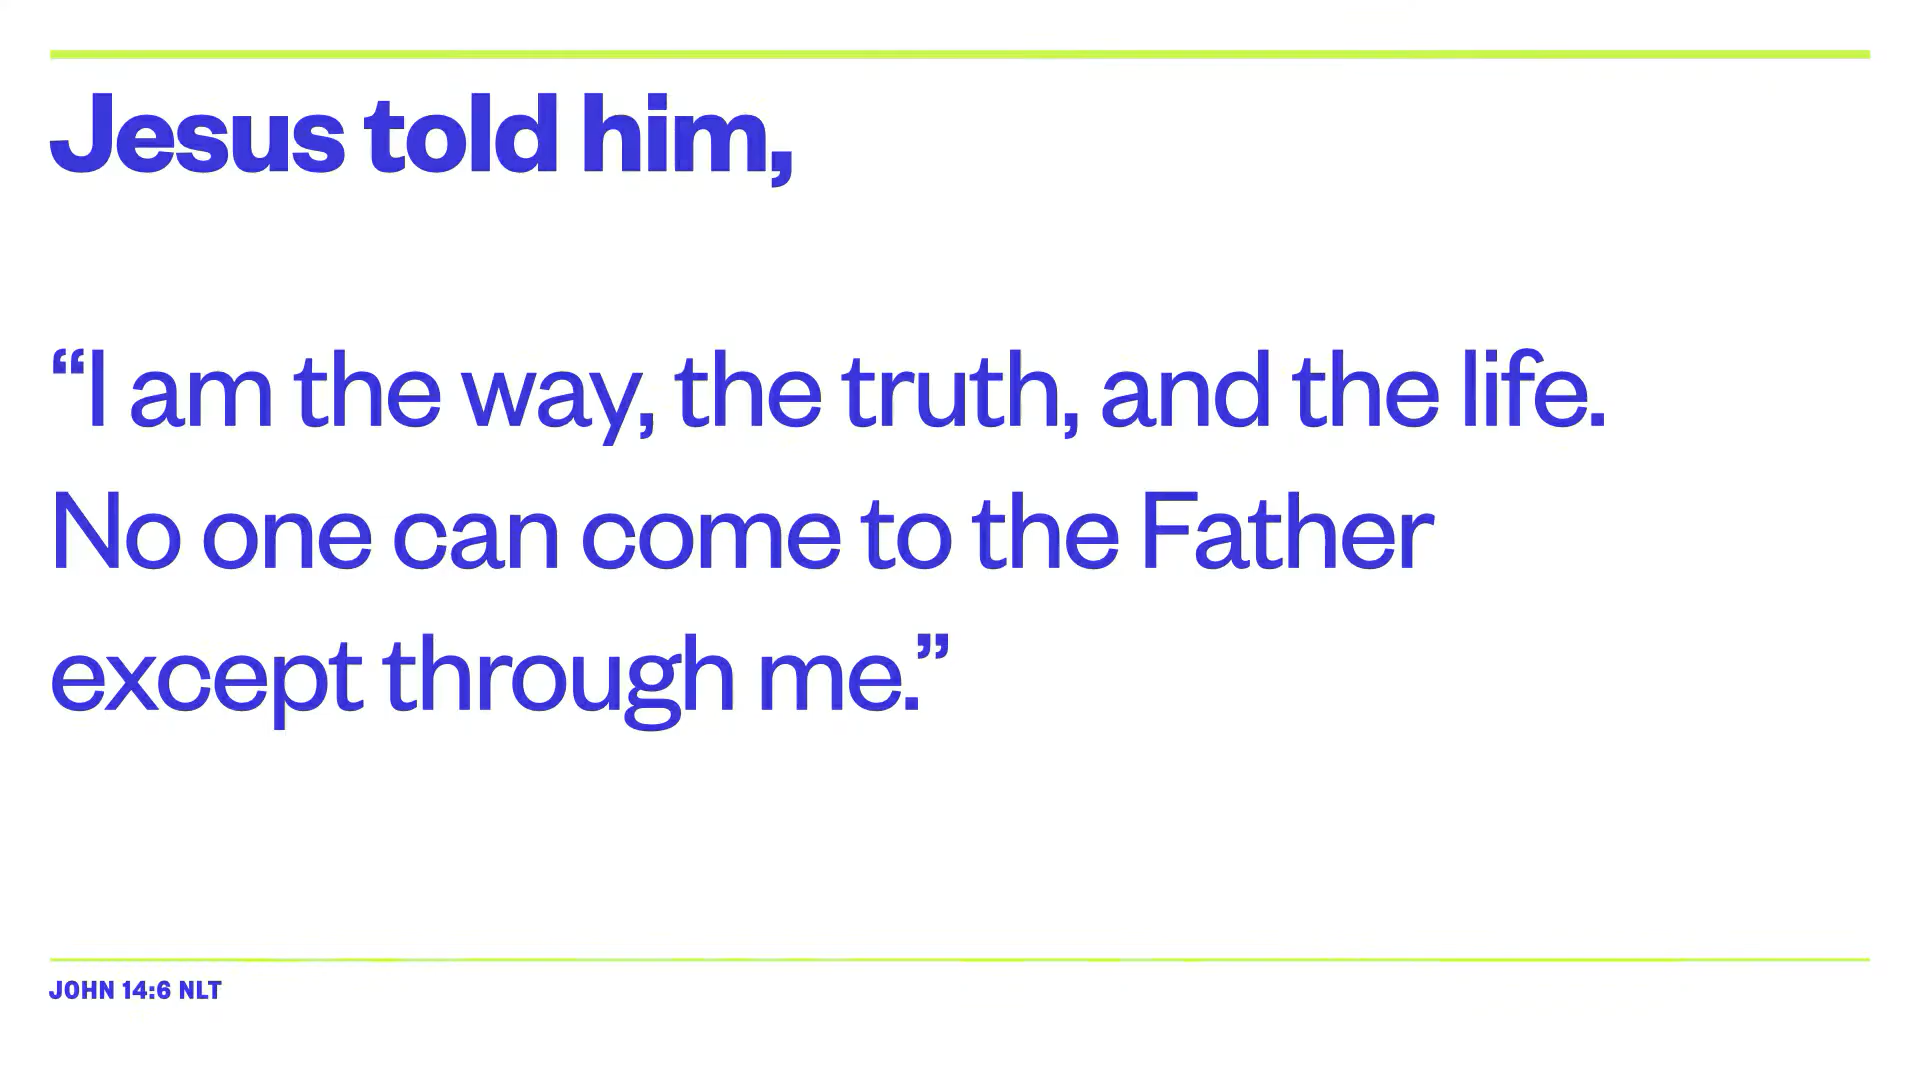 Jesus told him,
“I am the way, the truth, and the life.
No one can come to the Father
except through me.”
JOHN 14:6 NLT